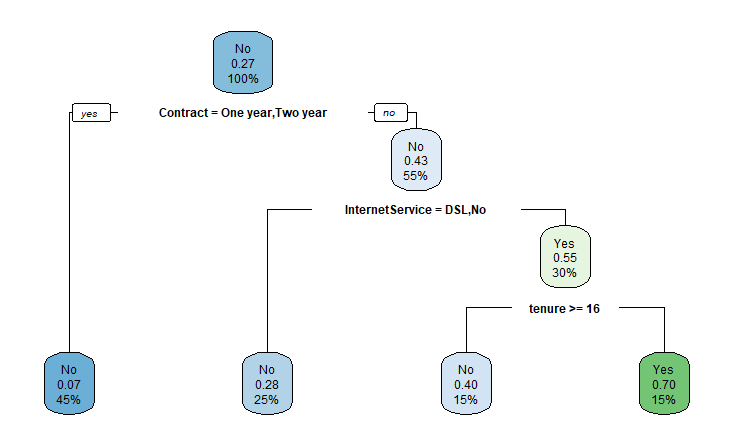 No
0.27
100%
yes
Contract = One year,Two year
no
No
0.43
55%
InternetService = DSL,No
Yes
0.55
30%
tenure >= 16
No
0.07
45%
No
0.28
25%
No
0.40
15%
Yes
0.70
15%